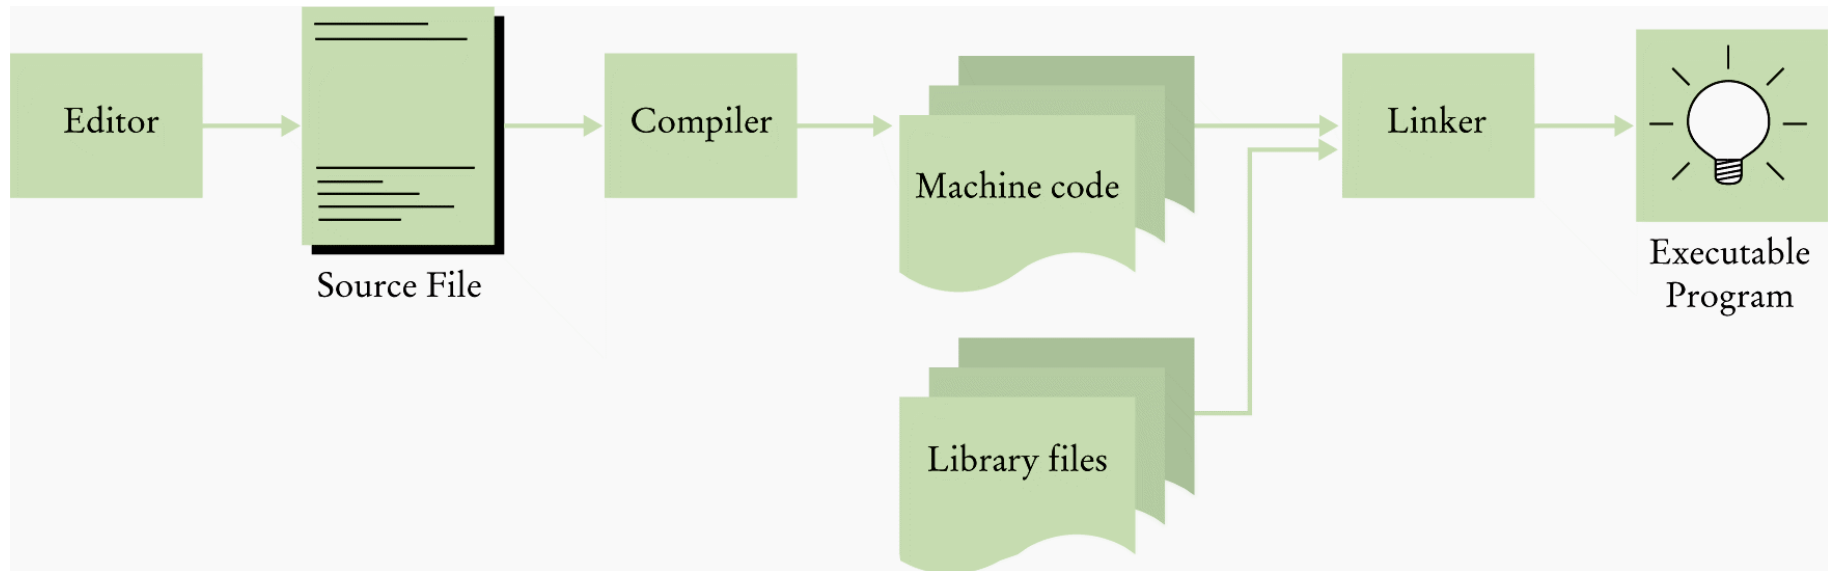 Editor
Source File
Compiler
Machine code
Library files
Linker
Executable
Program